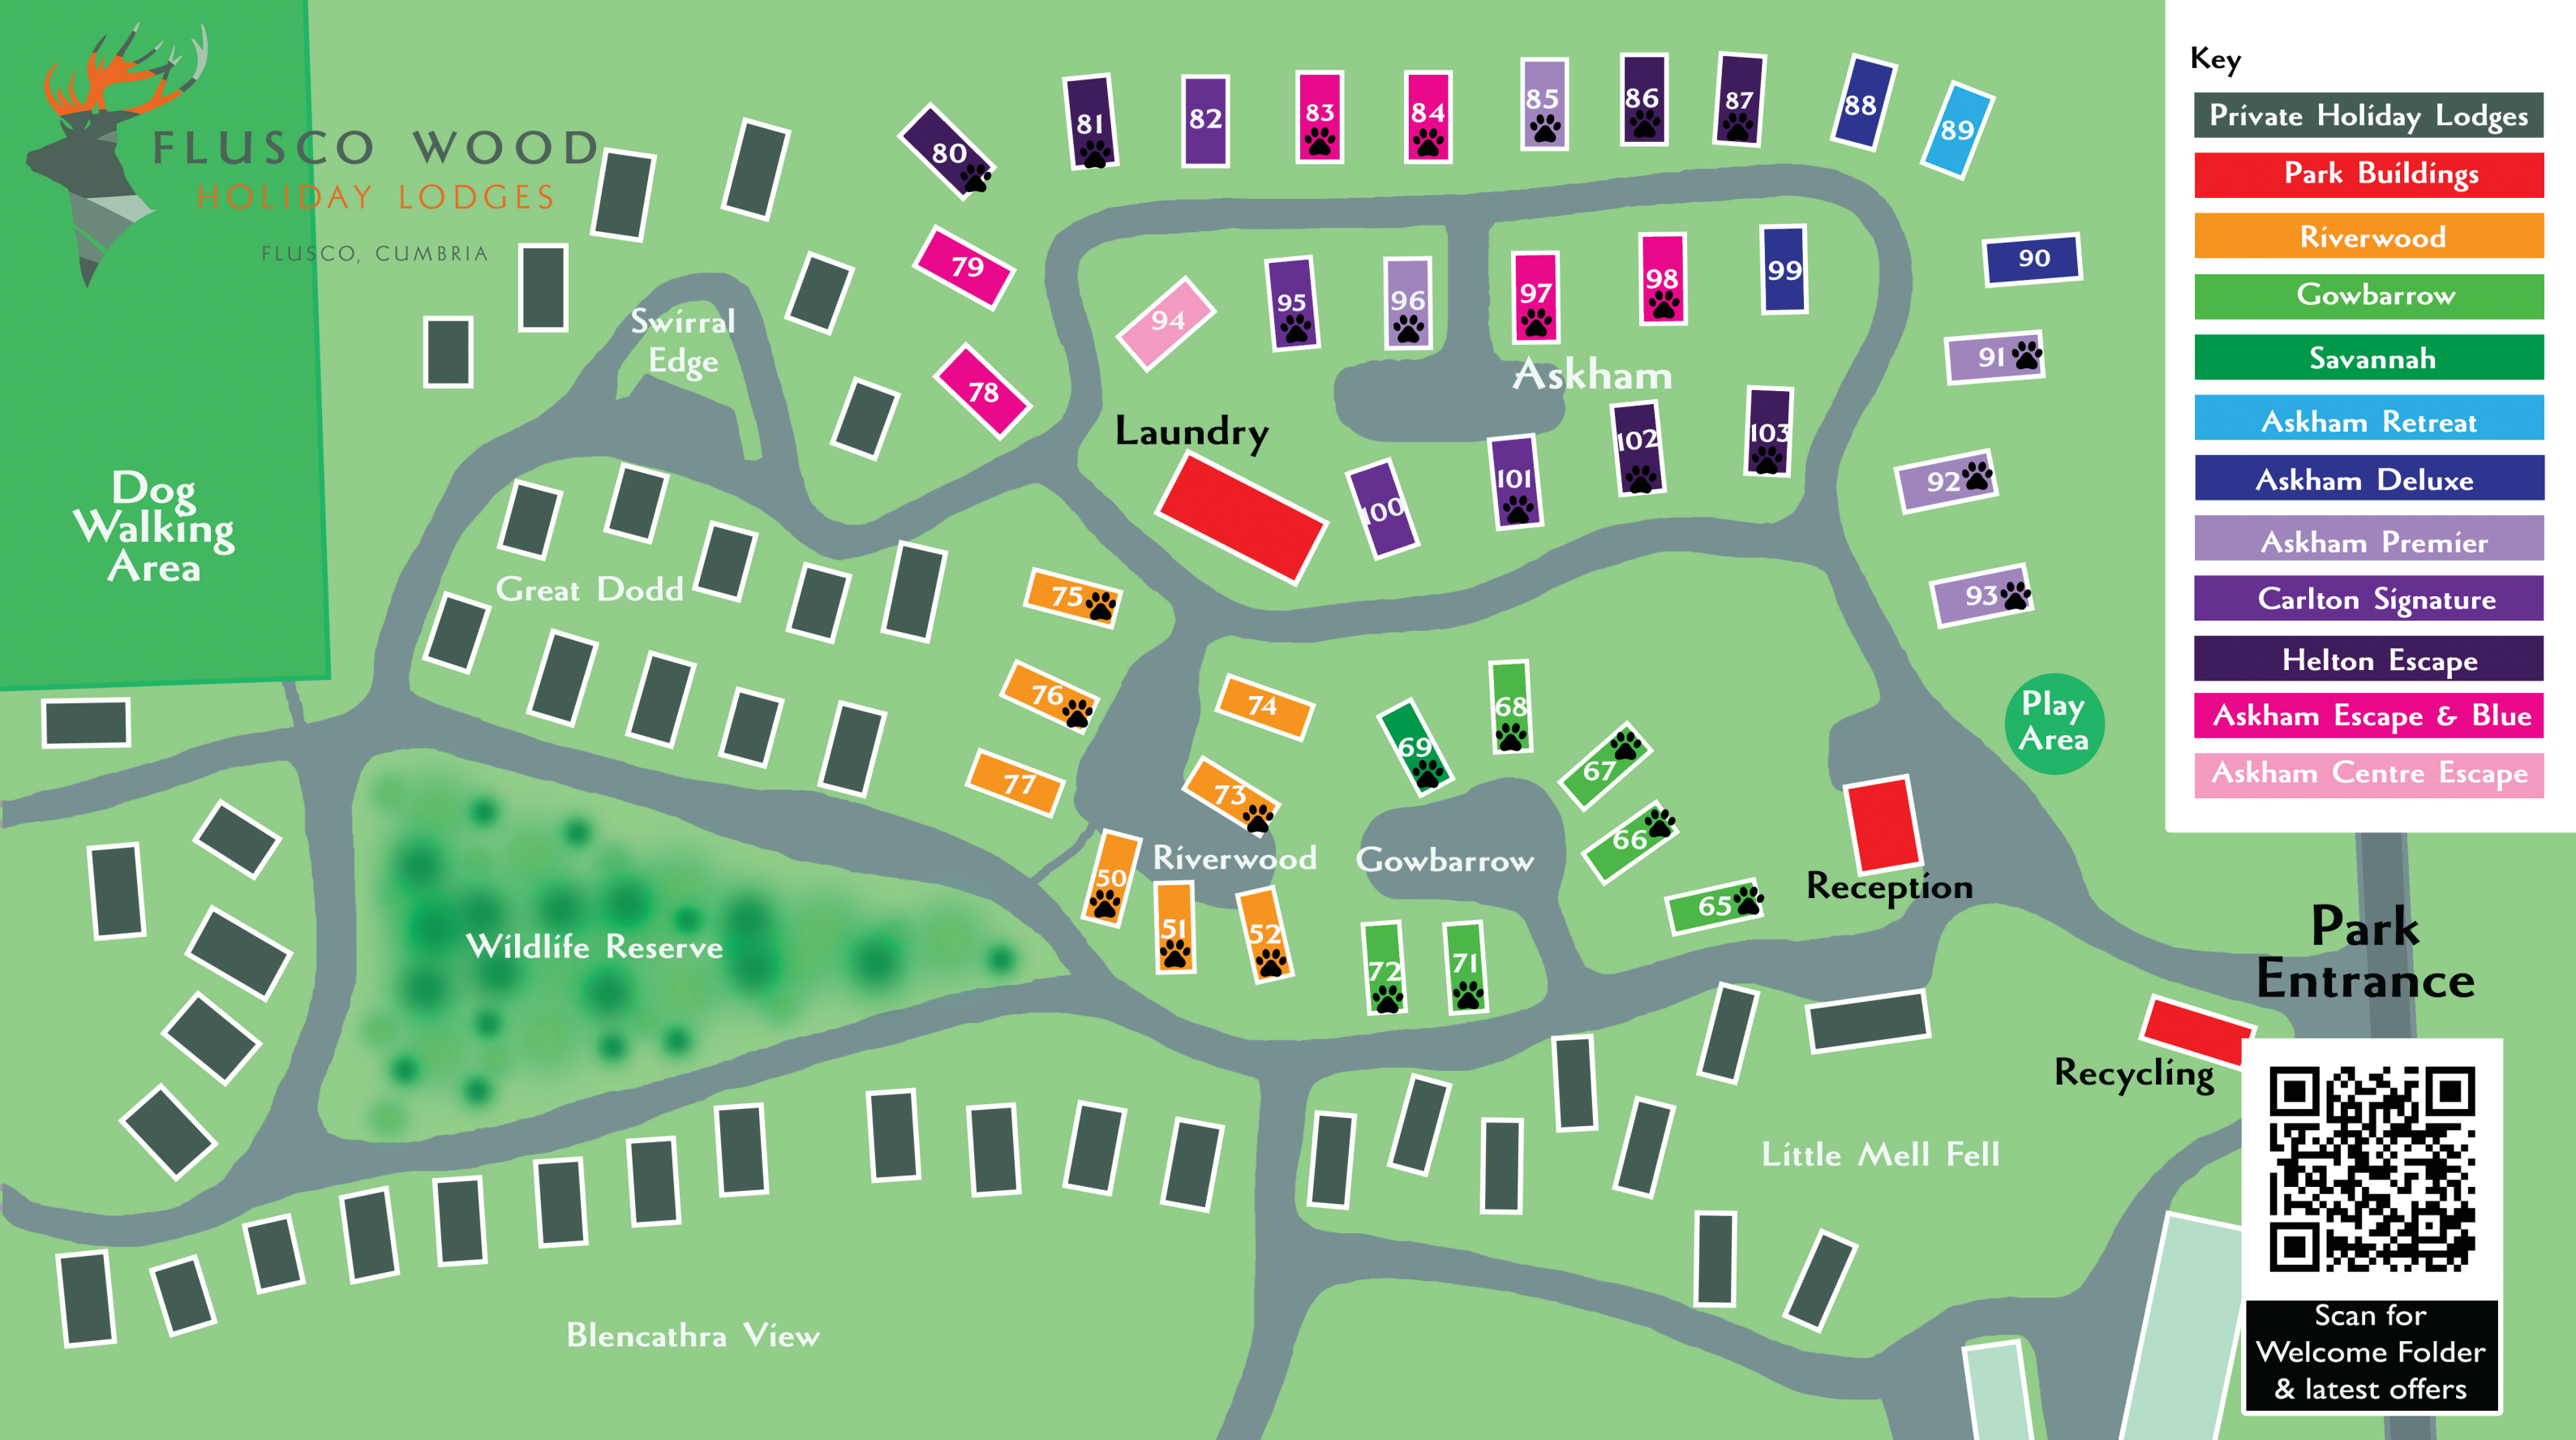 FLUSCO WOOD
HOLIDAY LODGES
FLUSCO, CUMBRIA
Key
Private Holiday Lodges
Park Buildings
Riverwood
Gowbarrow
Savannah
Askham Retreat
Askham Deluxe
Askham Premier
Carlton Signature
Helton Escape
Askham Escape & Blue
Askham Centre Escape
80
81
82
83
84
85
86
87
88
89
79
94
95
96
97
98
99
90
Swirral
Edge
78
Askham
91
Laundry
100
101
102
103
92
Dog
Walking
Area
Great Dodd
75
93
76
74
69
68
67
Play
Area
77
73
66
50
Riverwood
Gowbarrow
Reception
51
52
72
71
65
Wildlife Reserve
Park
Entrance
Recycling
Little Mell Fell
Blencathra View
Scan for
Welcome Folder
& latest offers